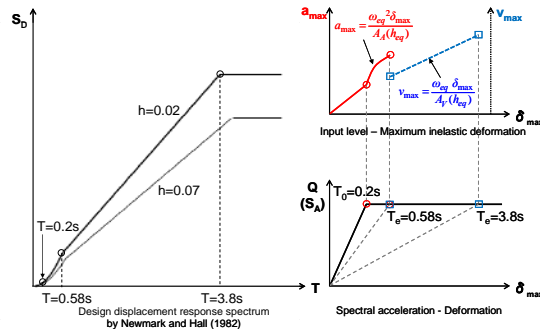 S_D
h=0.02
h=0.07
T=0.2s
T=0.58s
T=3.8s
T
Design displacement response spectrum
by Newmark and Hall (1982)
a_max
v_max
a_max = ω_eq² δ_max / A_A(h_eq)
v_max = ω_eq δ_max / A_V(h_eq)
δ_max
Input level – Maximum inelastic deformation
Q
(S_A)
T_0=0.2s
T_e=0.58s
T_e=3.8s
δ_max
Spectral acceleration - Deformation